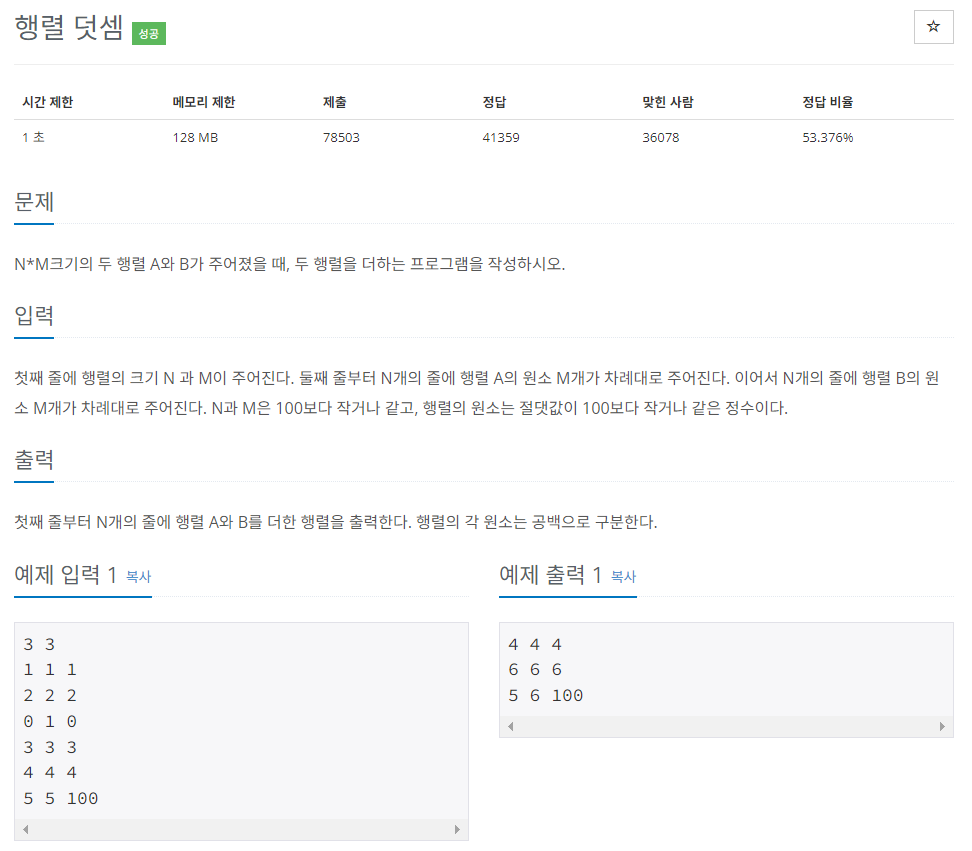 행렬 덧셈 성공
☆
시간 제한 메모리 제한 제출 정답 맞힌 사람 정답 비율
1 초 128 MB 78503 41359 36078 53.376%
문제
N*M크기의 두 행렬 A와 B가 주어졌을 때, 두 행렬을 더하는 프로그램을 작성하시오.
입력
첫째 줄에 행렬의 크기 N 과 M이 주어진다. 둘째 줄부터 N개의 줄에 행렬 A의 원소 M개가 차례대로 주어진다. 이어서 N개의 줄에 행렬 B의 원
소 M개가 차례대로 주어진다. N과 M은 100보다 작거나 같고, 행렬의 원소는 절댓값이 100보다 작거나 같은 정수이다.
출력
첫째 줄부터 N개의 줄에 행렬 A와 B를 더한 행렬을 출력한다. 행렬의 각 원소는 공백으로 구분한다.
예제 입력 1 복사
3 3
1 1 1
2 2 2
0 1 0
3 3 3
4 4 4
5 5 100
예제 출력 1 복사
4 4 4
6 6 6
5 6 100